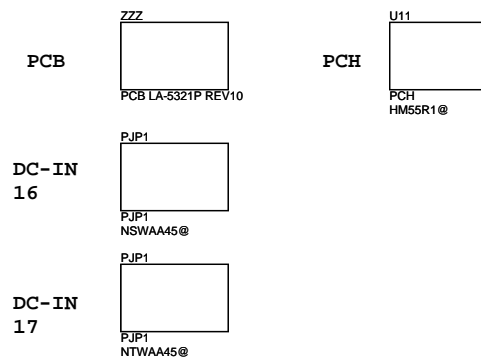 ZZZ
PCB
PCB LA-5321P REV10
U11
PCH
PCH
HM55R1@
PJP1
DC-IN
16
PJP1
NSWAA45@
PJP1
DC-IN
17
PJP1
NTWAA45@